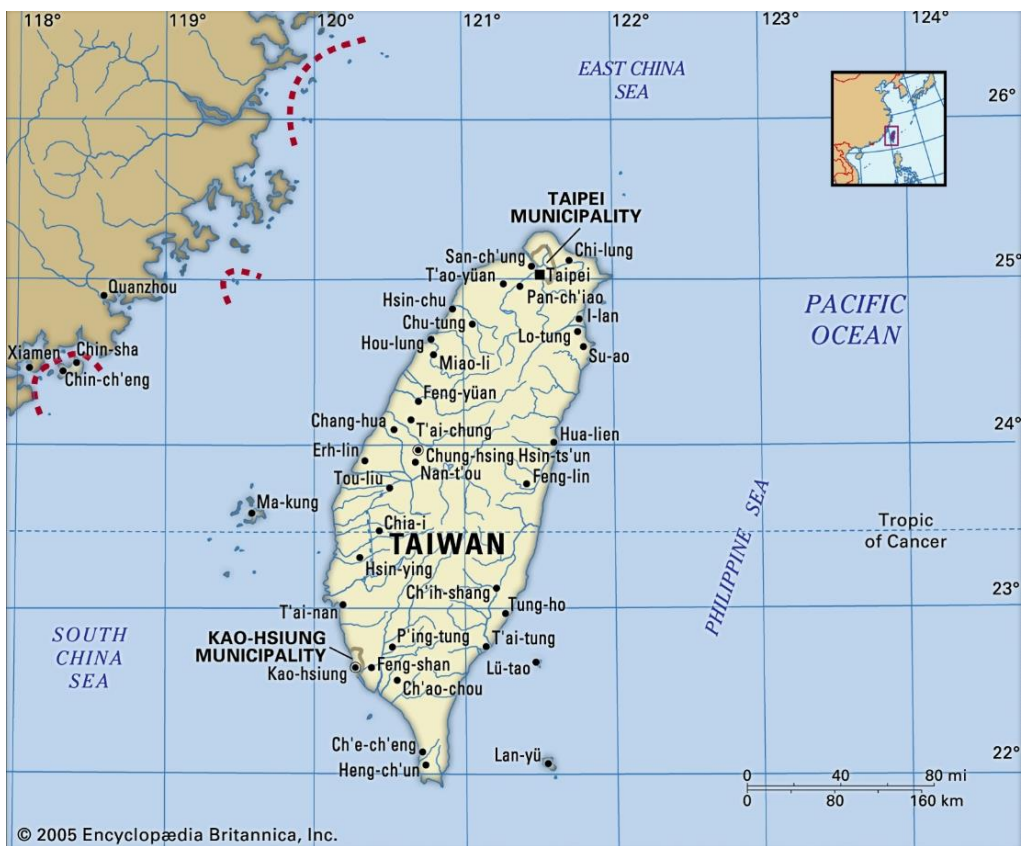 118°
119°
120°
121°
122°
123°
124°
EAST CHINA
SEA
26°
TAIPEI
MUNICIPALITY
San-ch'ung
Chi-lung
T'ao-yüan
Taipei
25°
Quanzhou
Pan-ch'iao
Hsin-chu
I-lan
PACIFIC
OCEAN
Chu-tung
Lo-tung
Hou-lung
Su-ao
Xiamen
Chin-sha
Miao-li
Chin-ch'eng
Feng-yüan
Chang-hua
T'ai-chung
24°
Hua-lien
Erh-lin
Chung-hsing Hsin-ts'un
Nan-t'ou
Tou-liu
Feng-lin
Ma-kung
Chia-i
Tropic
of Cancer
TAIWAN
PHILIPPINE SEA
Hsin-ying
Ch'ih-shang
23°
T'ai-nan
Tung-ho
SOUTH
CHINA
SEA
KAO-HSIUNG
MUNICIPALITY
P'ing-tung
T'ai-tung
Kao-hsiung
Feng-shan
Lü-tao
Ch'ao-chou
Ch'e-ch'eng
Lan-yü
22°
Heng-ch'un
0 40 80 mi
0 80 160 km
© 2005 Encyclopædia Britannica, Inc.